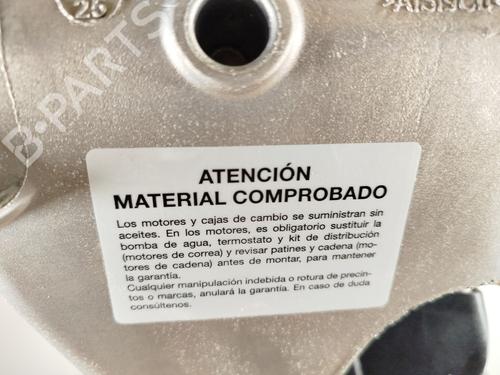 26
B-PARTS
ATENCIÓN
MATERIAL COMPROBADO
Los motores y cajas de cambio se suministran sin
aceites. En los motores, es obligatorio sustituir la
bomba de agua, termostato y kit de distribución
(motores de correa) y revisar patines y cadena (mo-
tores de cadena) antes de montar, para mantener
la garantía.
Cualquier manipulación indebida o rotura de precin-
tos o marcas, anulará la garantía. En caso de duda
consúltenos.